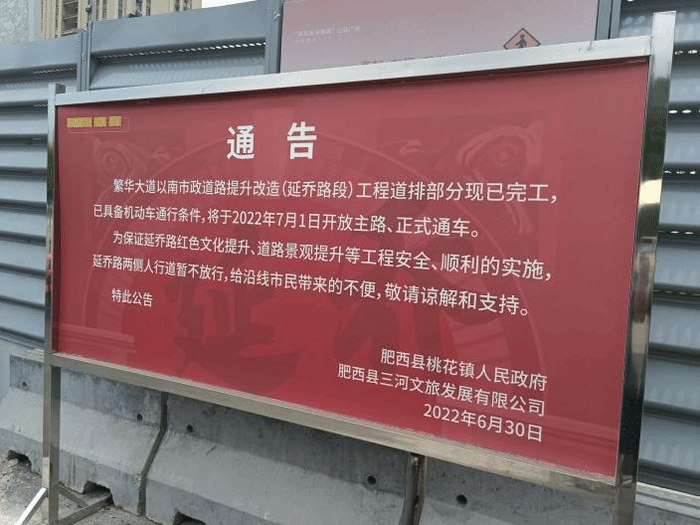 通告
繁华大道以南市政道路提升改造（延乔路段）工程道排部分现已完工，
已具备机动车通行条件，将于2022年7月1日开放主路、正式通车。
为保证延乔路红色文化提升、道路景观提升等工程安全、顺利的实施，
延乔路两侧人行道暂不放行，给沿线市民带来的不便，敬请谅解和支持。
特此公告
肥西县桃花镇人民政府
肥西县三河文旅发展有限公司
2022年6月30日
延乔